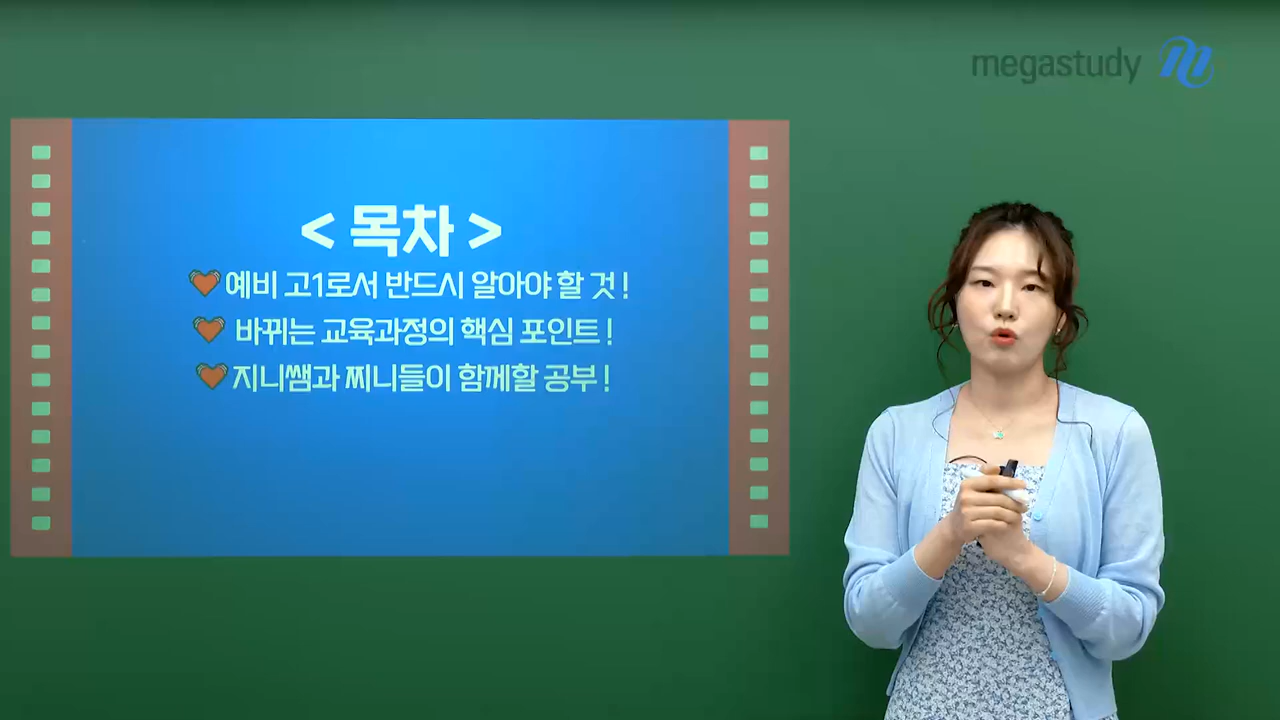 megastudy
< 목차 >
예비 고1로서 반드시 알아야 할 것!
바뀌는 교육과정의 핵심 포인트!
지니쌤과 찌니들이 함께할 공부!